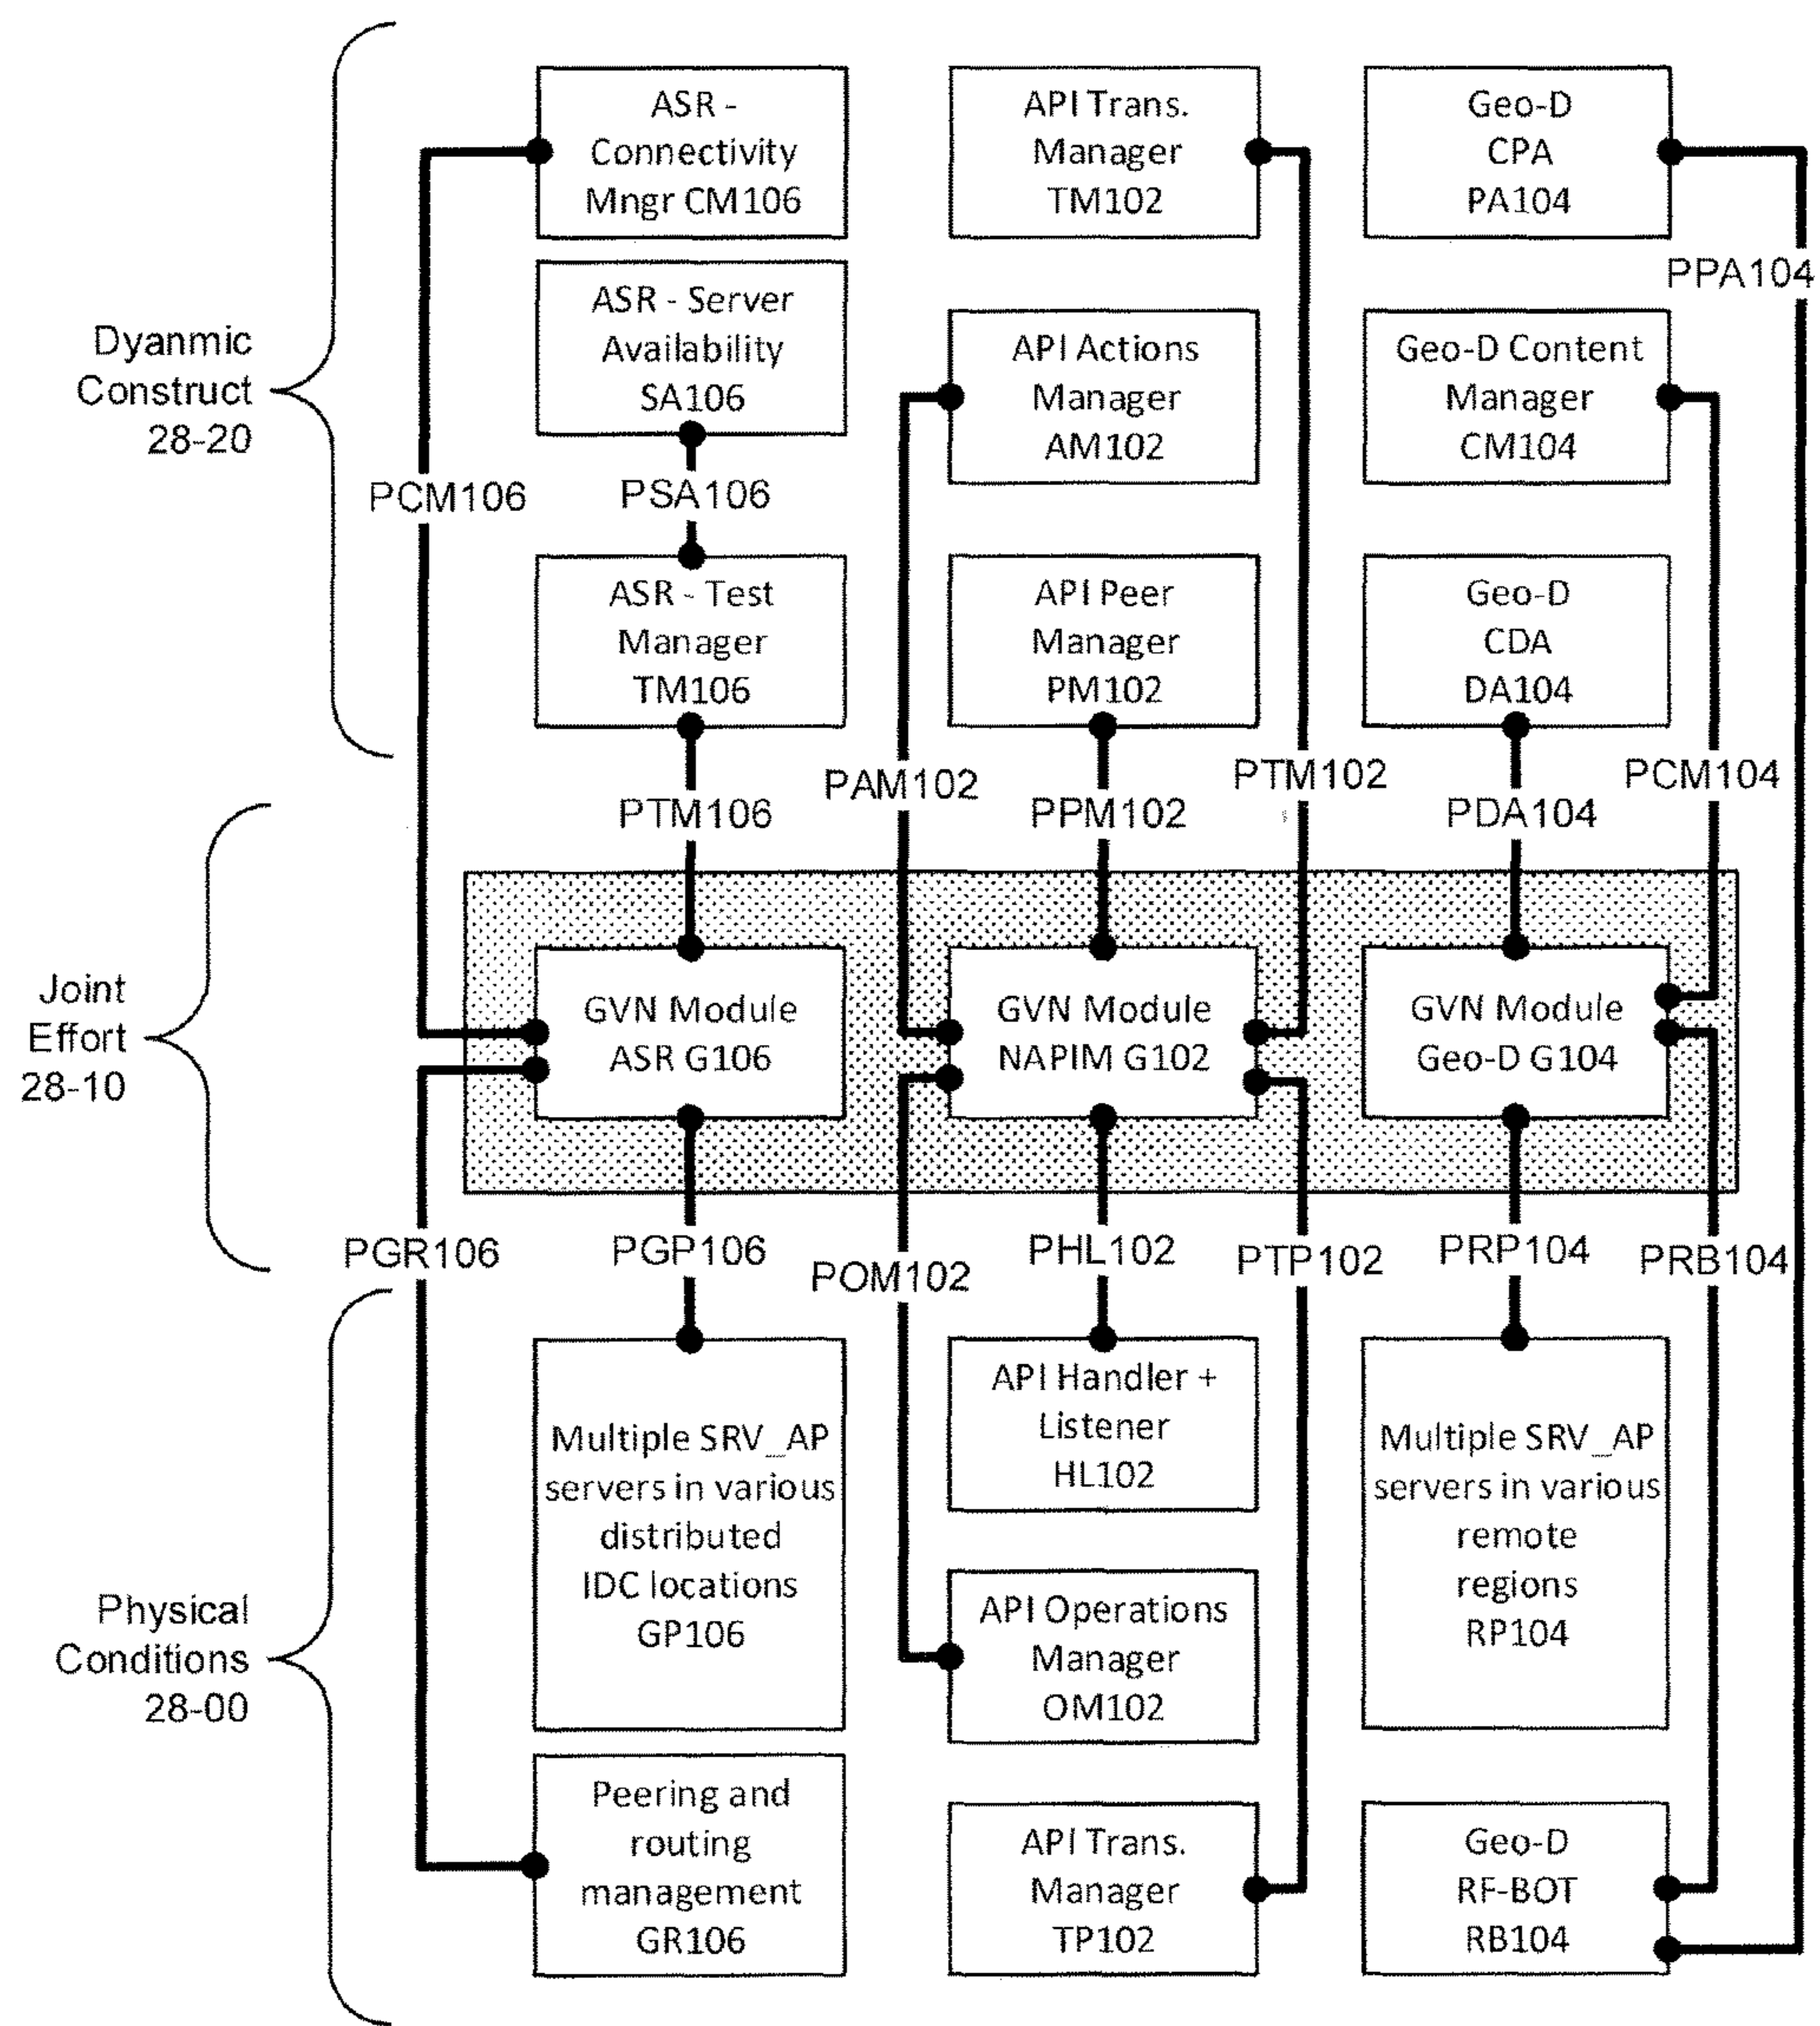 ASR -
Connectivity
Mngr CM106
API Trans.
Manager
TM102
Geo-D
CPA
PA104
PPA104
ASR - Server
Availability
SA106
API Actions
Manager
AM102
Geo-D Content
Manager
CM104
Dyanmic
Construct
28-20
PCM106
PSA106
ASR - Test
Manager
TM106
API Peer
Manager
PM102
Geo-D
CDA
DA104
PTM106
PAM102
PPM102
PTM102
PDA104
PCM104
Joint
Effort
28-10
GVN Module
ASR G106
GVN Module
NAPIM G102
GVN Module
Geo-D G104
PGR106
PGP106
POM102
PHL102
PTP102
PRP104
PRB104
Physical
Conditions
28-00
Multiple SRV_AP
servers in various
distributed
IDC locations
GP106
API Handler +
Listener
HL102
Multiple SRV_AP
servers in various
remote
regions
RP104
API Operations
Manager
OM102
Peering and
routing
management
GR106
API Trans.
Manager
TP102
Geo-D
RF-BOT
RB104